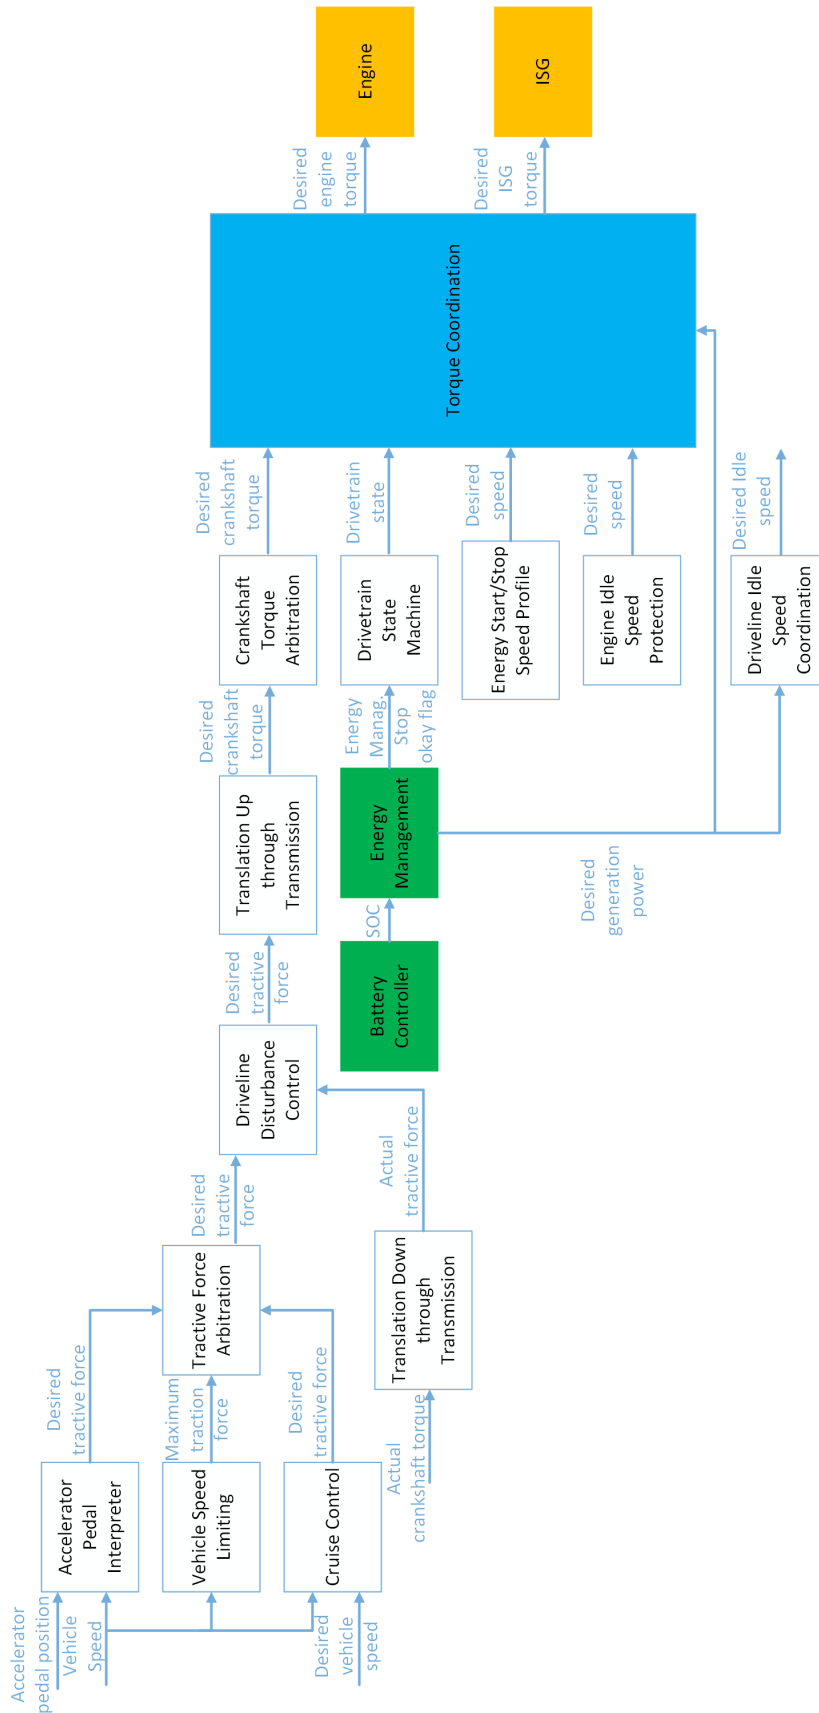 Accelerator
pedal position
Vehicle
Speed
Desired
vehicle
speed
Accelerator
Pedal
Interpreter
Vehicle Speed
Limiting
Cruise Control
Desired
tractive force
Maximum
traction
force
Desired
tractive force
Actual
crankshaft torque
Tractive Force
Arbitration
Translation Down
through
Transmission
Desired
tractive
force
Actual
tractive force
Driveline
Disturbance
Control
Battery
Controller
Desired
tractive
force
SOC
Translation Up
through
Transmission
Energy
Management
Desired
generation
power
Desired
crankshaft
torque
Energy
Manag.
Stop
okay flag
Crankshaft
Torque
Arbitration
Drivetrain
State
Machine
Energy Start/Stop
Speed Profile
Engine Idle
Speed
Protection
Driveline Idle
Speed
Coordination
Desired
crankshaft
torque
Drivetrain
state
Desired
speed
Desired
speed
Desired Idle
speed
Torque Coordination
Desired
engine
torque
Desired
ISG
torque
Engine
ISG